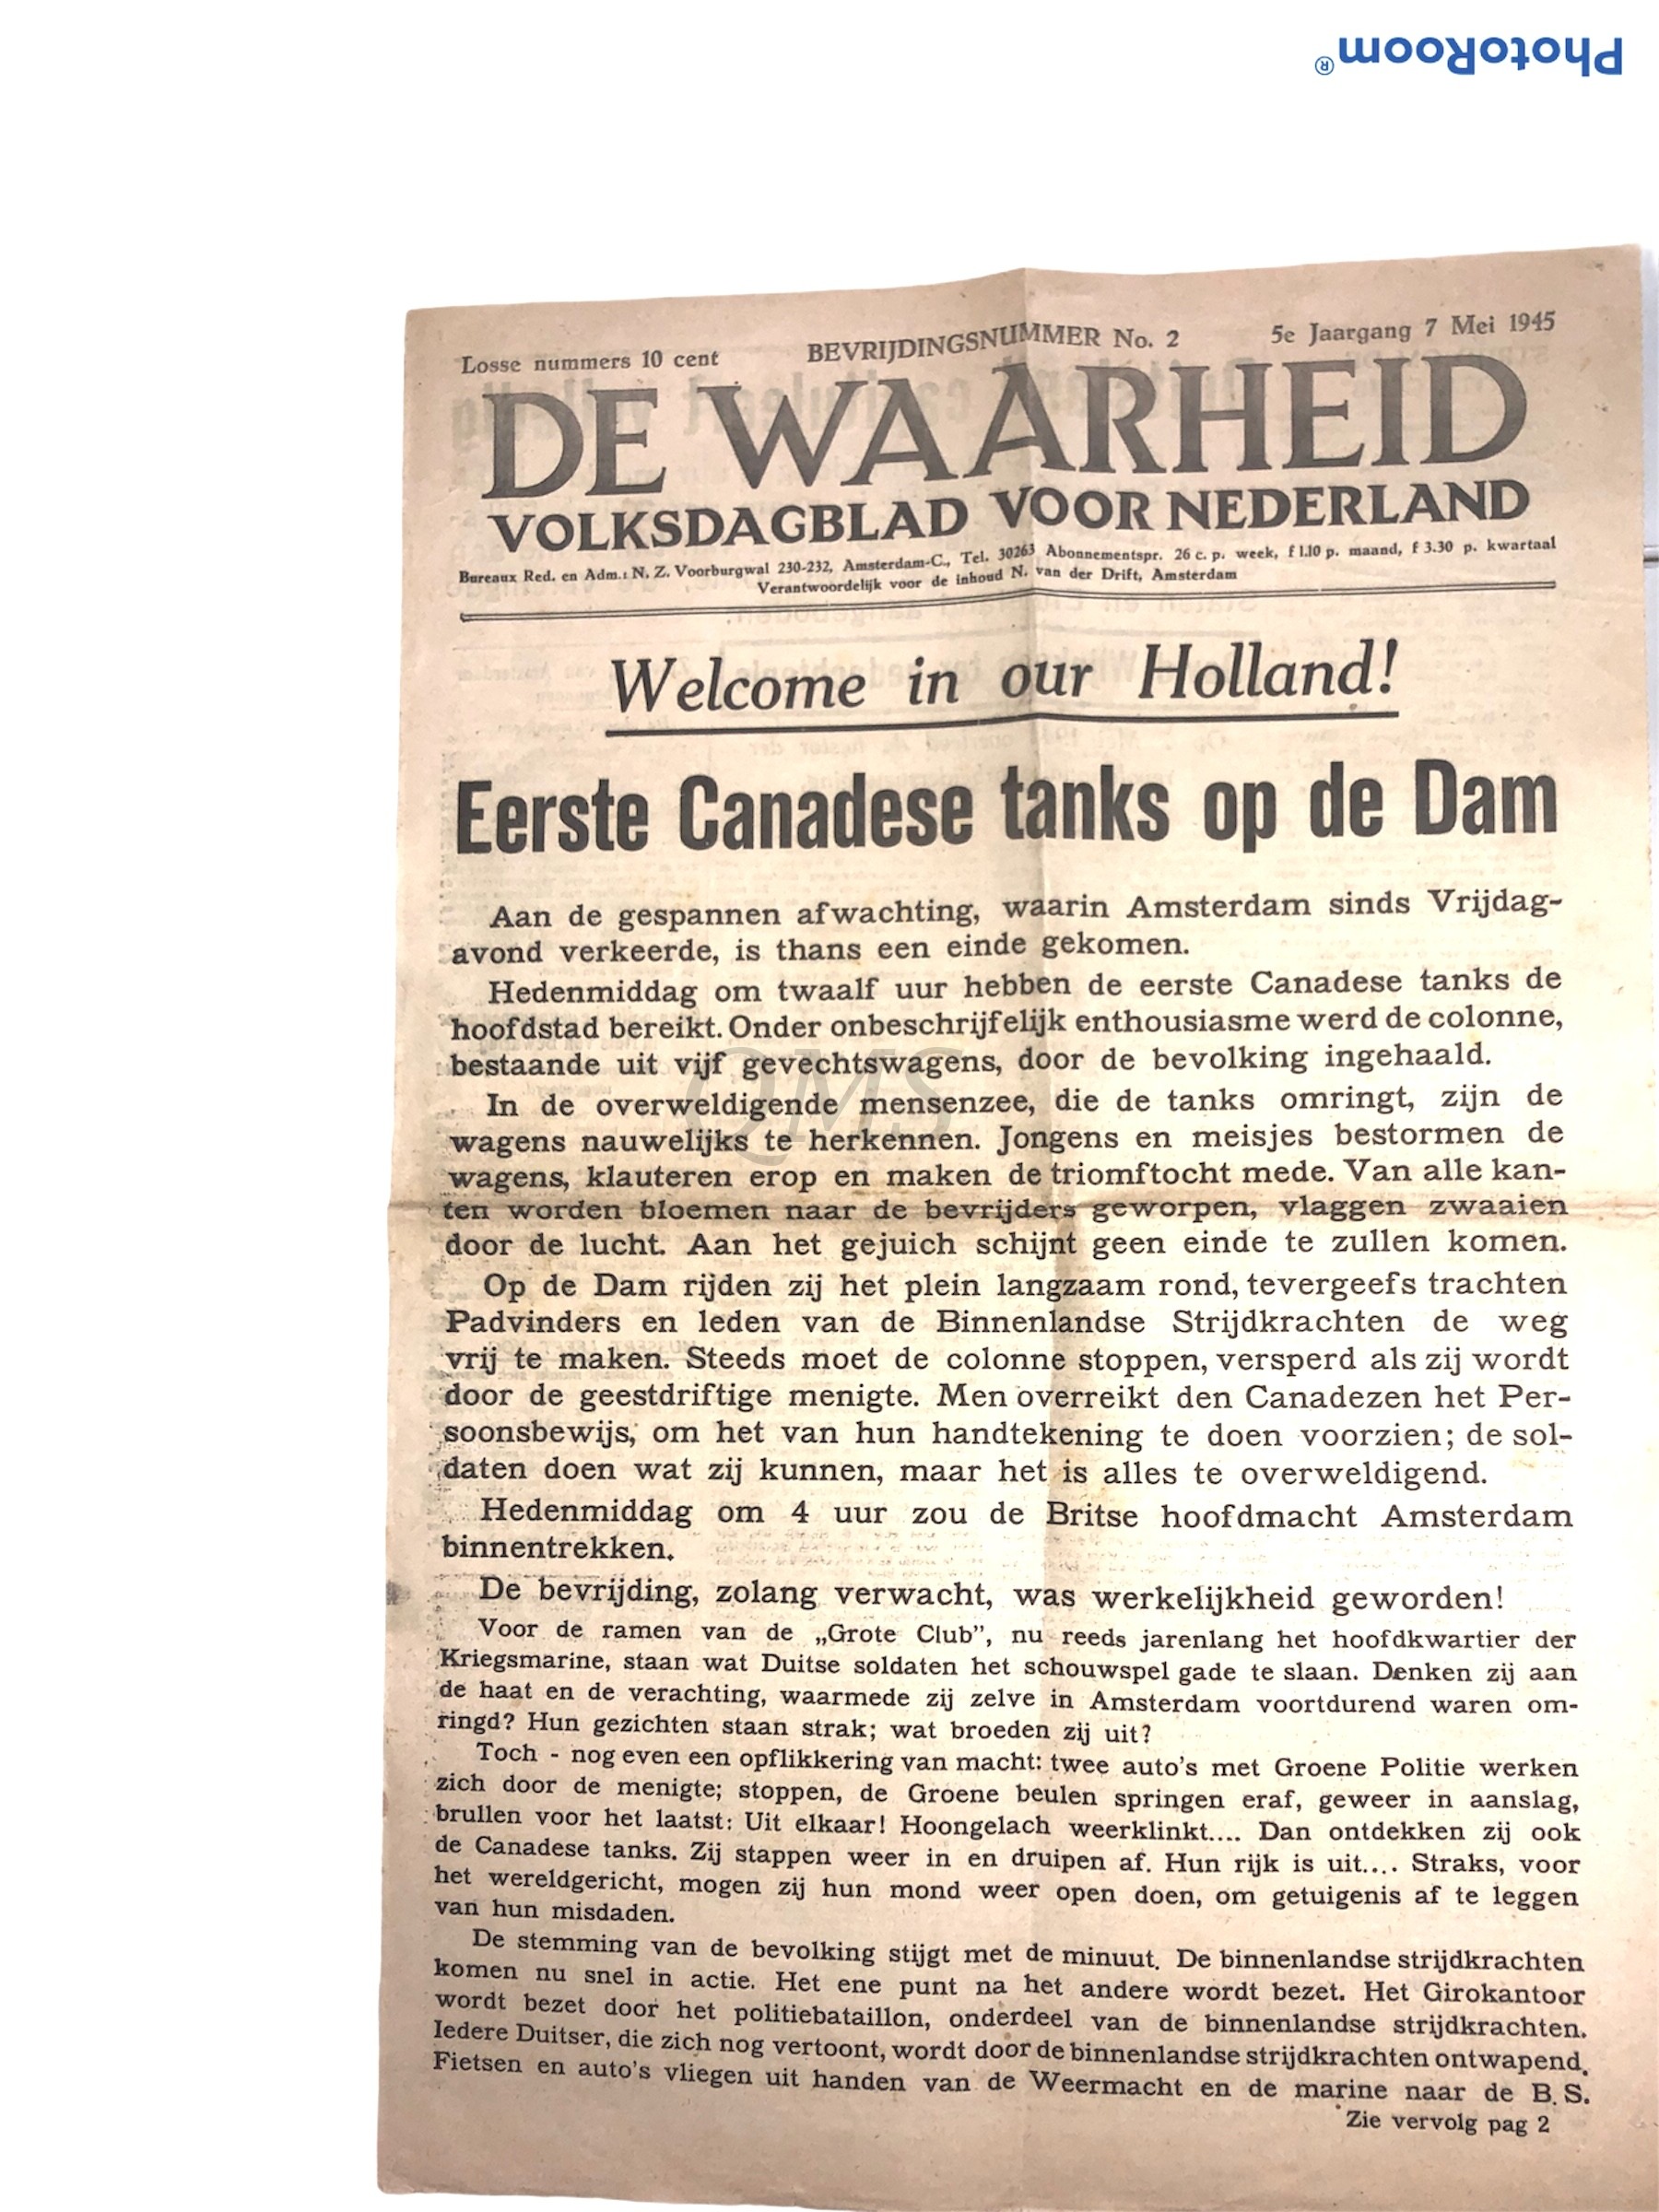 PhotoRoom®
Losse nummers 10 cent BEVRIJDINGSNUMMER No. 2 5e Jaargang 7 Mei 1945
DE WAARHEID
VOLKSDAGBLAD VOOR NEDERLAND
Bureaux Red. en Adm.: N. Z. Voorburgwal 230-232, Amsterdam-C., Tel. 30263 Abonnementspr. 26 c. p. week, f 1.10 p. maand, f 3.30 p. kwartaal
Verantwoordelijk voor de inhoud N. van der Drift, Amsterdam
Welcome in our Holland!
Eerste Canadese tanks op de Dam
Aan de gespannen afwachting, waarin Amsterdam sinds Vrijdag-
avond verkeerde, is thans een einde gekomen.
Hedenmiddag om twaalf uur hebben de eerste Canadese tanks de
hoofdstad bereikt. Onder onbeschrijfelijk enthousiasme werd de colonne,
bestaande uit vijf gevechtswagens, door de bevolking ingehaald.
QMS
In de overweldigende mensenzee, die de tanks omringt, zijn de
wagens nauwelijks te herkennen. Jongens en meisjes bestormen de
wagens, klauteren erop en maken de triomftocht mede. Van alle kan-
ten worden bloemen naar de bevrijders geworpen, vlaggen zwaaien
door de lucht. Aan het gejuich schijnt geen einde te zullen komen.
Op de Dam rijden zij het plein langzaam rond, tevergeefs trachten
Padvinders en leden van de Binnenlandse Strijdkrachten de weg
vrij te maken. Steeds moet de colonne stoppen, versperd als zij wordt
door de geestdriftige menigte. Men overreikt den Canadezen het Per-
soonsbewijs, om het van hun handtekening te doen voorzien; de sol-
daten doen wat zij kunnen, maar het is alles te overweldigend.
Hedenmiddag om 4 uur zou de Britse hoofdmacht Amsterdam
binnentrekken.
De bevrijding, zolang verwacht, was werkelijkheid geworden!
Voor de ramen van de „Grote Club”, nu reeds jarenlang het hoofdkwartier der
Kriegsmarine, staan wat Duitse soldaten het schouwspel gade te slaan. Denken zij aan
de haat en de verachting, waarmede zij zelve in Amsterdam voortdurend waren om-
ringd? Hun gezichten staan strak; wat broeden zij uit?
Toch - nog even een opflikkering van macht: twee auto's met Groene Politie werken
zich door de menigte; stoppen, de Groene beulen springen eraf, geweer in aanslag,
brullen voor het laatst: Uit elkaar! Hoongelach weerklinkt.... Dan ontdekken zij ook
de Canadese tanks. Zij stappen weer in en druipen af. Hun rijk is uit.... Straks, voor
het wereldgericht, mogen zij hun mond weer open doen, om getuigenis af te leggen
van hun misdaden.
De stemming van de bevolking stijgt met de minuut. De binnenlandse strijdkrachten
komen nu snel in actie. Het ene punt na het andere wordt bezet. Het Girokantoor
wordt bezet door het politiebataillon, onderdeel van de binnenlandse strijdkrachten.
Iedere Duitser, die zich nog vertoont, wordt door de binnenlandse strijdkrachten ontwapend.
Fietsen en auto's vliegen uit handen van de Weermacht en de marine naar de B. S.
Zie vervolg pag 2